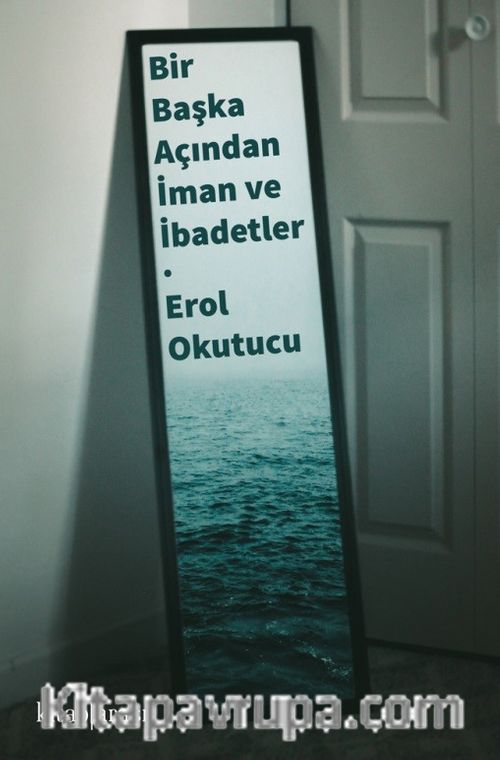 Bir
Başka
Açından
İman ve
İbadetler
.
Erol
Okutucu
Kitapavrupa.com